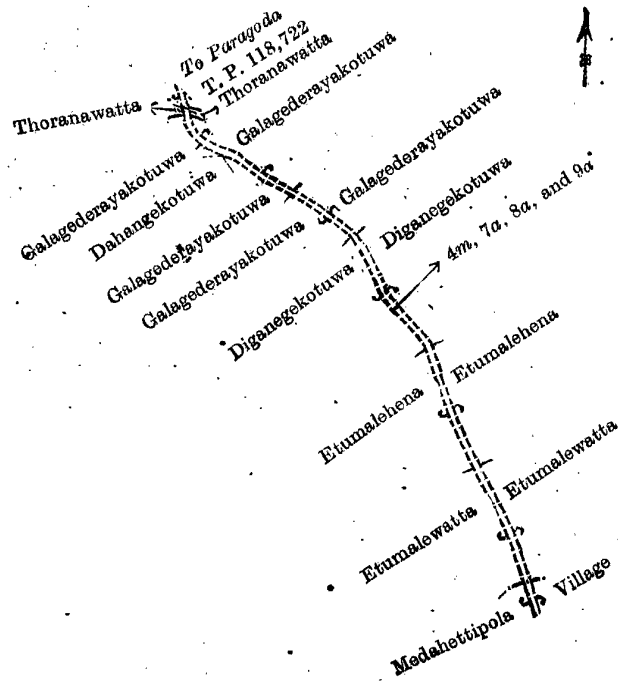 To Paragoda
T. P. 118,722
Thoranawatta
Thoranawatta
Galagederayakotuwa
Galagederayakotuwa
Dahangekotuwa
Galagederayakotuwa
Galagederayakotuwa
Galagederayakotuwa
Diganegekotuwa
Diganegekotuwa
4m, 7a, 8a, and 9a
Etumalehena
Etumalehena
Etumalewatta
Etumalewatta
Medahettipola
Village